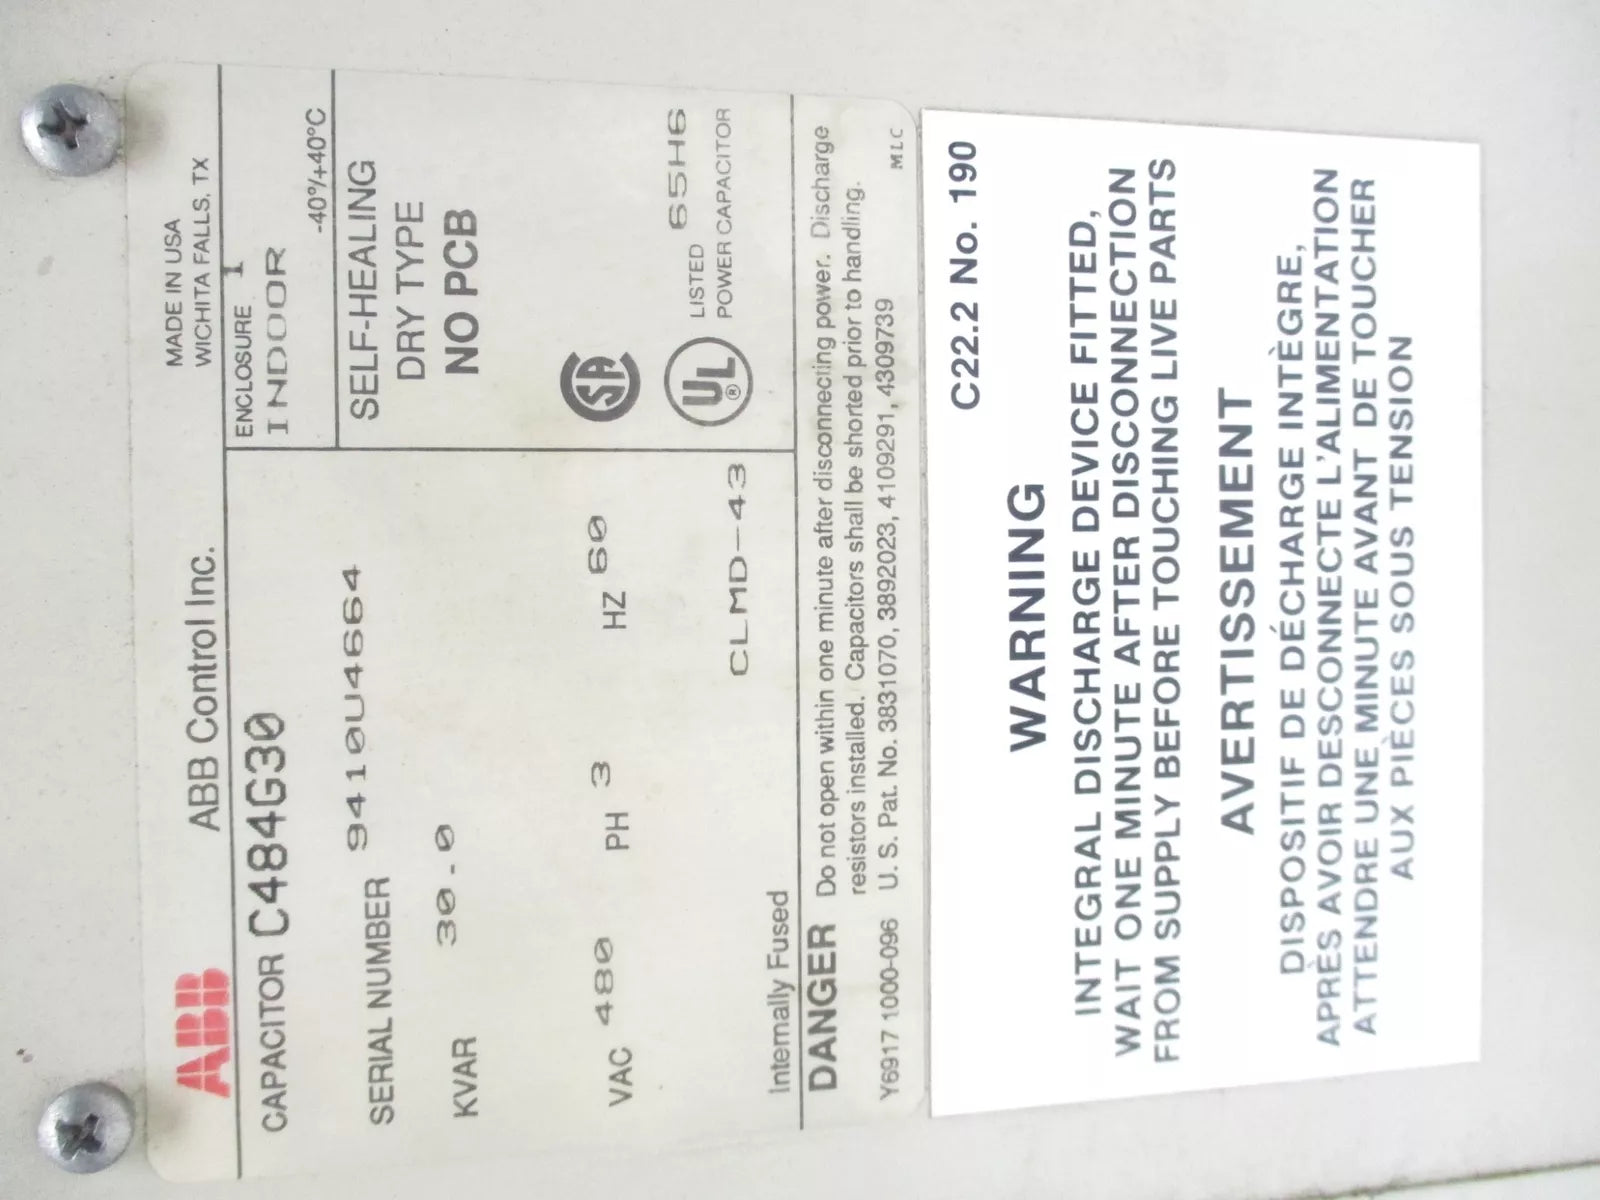 ABB
ABB Control Inc.
MADE IN USA
WICHITA FALLS, TX
CAPACITOR C484G30
SERIAL NUMBER 9410U4664
KVAR 30.0
VAC 480 PH 3 HZ 60
CLMD-43
Internally Fused
ENCLOSURE 1
INDOOR
-40°/+40°C
SELF-HEALING
DRY TYPE
NO PCB
SA
UL ® LISTED 65H6
POWER CAPACITOR
DANGER Do not open within one minute after disconnecting power. Discharge
resistors installed. Capacitors shall be shorted prior to handling.
Y6917 1000-096 U. S. Pat. No. 3831070, 3892023, 4109291, 4309739 MLC
C22.2 No. 190
WARNING
INTEGRAL DISCHARGE DEVICE FITTED,
WAIT ONE MINUTE AFTER DISCONNECTION
FROM SUPPLY BEFORE TOUCHING LIVE PARTS
AVERTISSEMENT
DISPOSITIF DE DÉCHARGE INTÈGRE,
APRÈS AVOIR DESCONNECTE L'ALIMENTATION
ATTENDRE UNE MINUTE AVANT DE TOUCHER
AUX PIÈCES SOUS TENSION